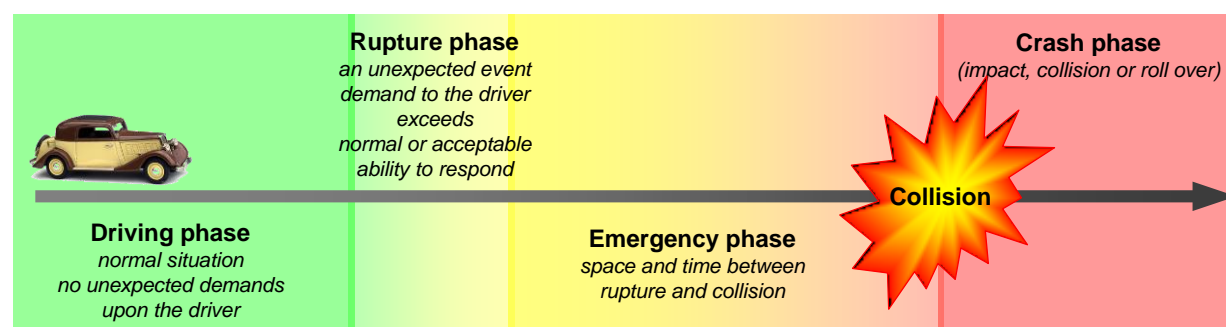 Rupture phase
an unexpected event
demand to the driver
exceeds
normal or acceptable
ability to respond
Crash phase
(impact, collision or roll over)
Collision
Driving phase
normal situation
no unexpected demands
upon the driver
Emergency phase
space and time between
rupture and collision